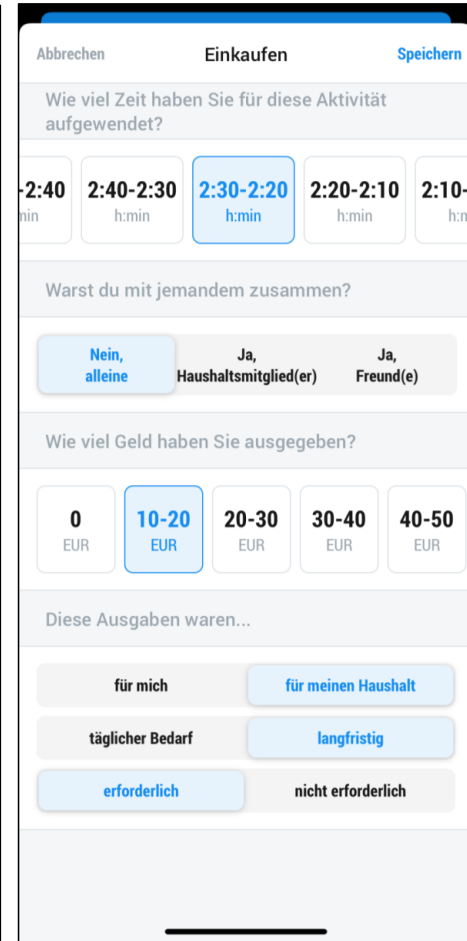 Abbrechen Einkaufen Speichern
Wie viel Zeit haben Sie für diese Aktivität
aufgewendet?
-2:40 2:40-2:30 2:30-2:20 2:20-2:10 2:10-
min h:min h:min h:min h:m
Warst du mit jemandem zusammen?
Nein, Ja, Ja,
alleine Haushaltsmitglied(er) Freund(e)
Wie viel Geld haben Sie ausgegeben?
0 10-20 20-30 30-40 40-50
EUR EUR EUR EUR EUR
Diese Ausgaben waren...
für mich für meinen Haushalt
täglicher Bedarf langfristig
erforderlich nicht erforderlich